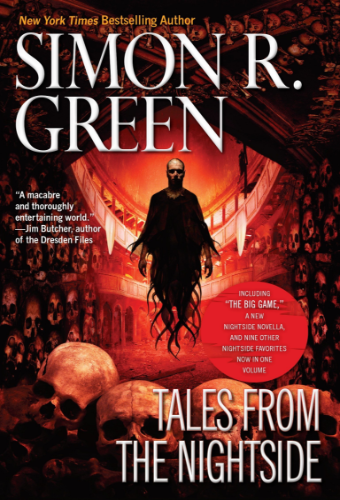 New York Times Bestselling Author
SIMON R.
GREEN
“A macabre
and thoroughly
entertaining world.”
—Jim Butcher, author
of the Dresden Files
INCLUDING
“THE BIG GAME,”
A NEW
NIGHTSIDE NOVELLA,
AND NINE OTHER
NIGHTSIDE FAVORITES
NOW IN ONE
VOLUME
TALES FROM
THE NIGHTSIDE